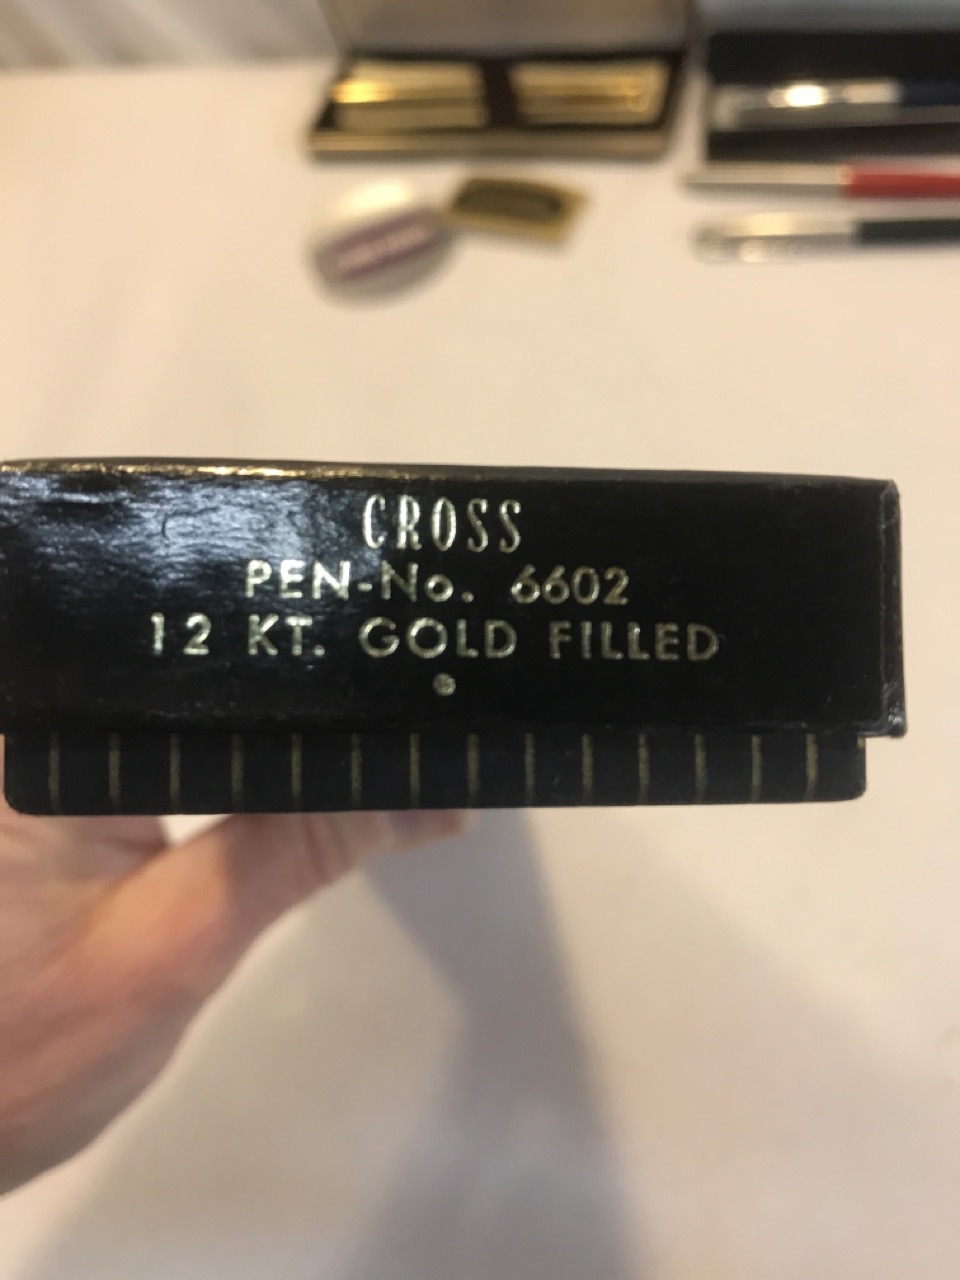 CROSS
PEN-No. 6602
12 KT. GOLD FILLED